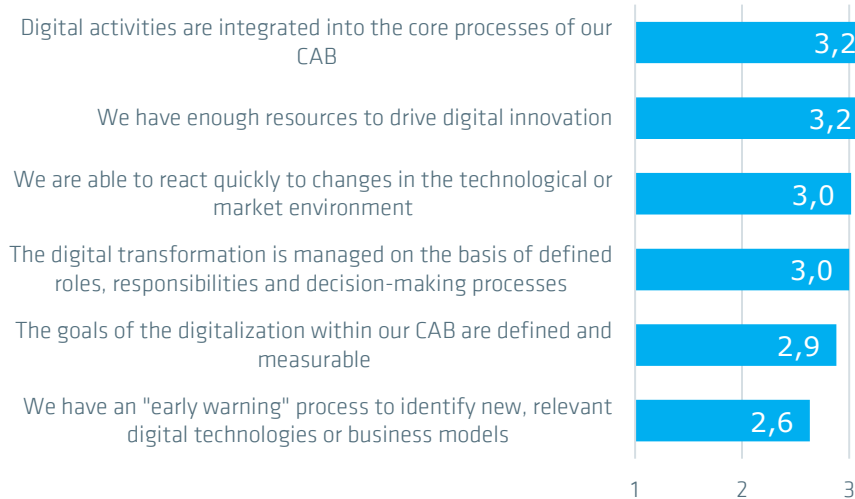 Digital activities are integrated into the core processes of our
CAB
3,2
We have enough resources to drive digital innovation
3,2
We are able to react quickly to changes in the technological or
market environment
3,0
The digital transformation is managed on the basis of defined
roles, responsibilities and decision-making processes
3,0
The goals of the digitalization within our CAB are defined and
measurable
2,9
We have an "early warning" process to identify new, relevant
digital technologies or business models
2,6
1 2 3